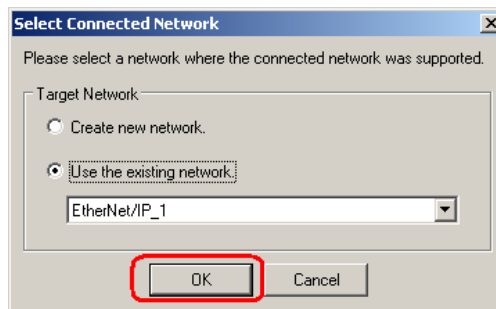 Select Connected Network
Please select a network where the connected network was supported.
Target Network
Create new network.
Use the existing network.
EtherNet/IP_1
OK
Cancel